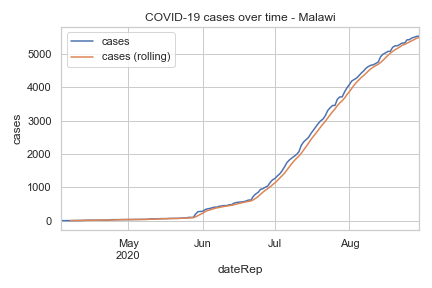 COVID-19 cases over time - Malawi
cases
cases (rolling)
5000
4000
3000
2000
1000
0
cases
May
2020
Jun
Jul
Aug
dateRep